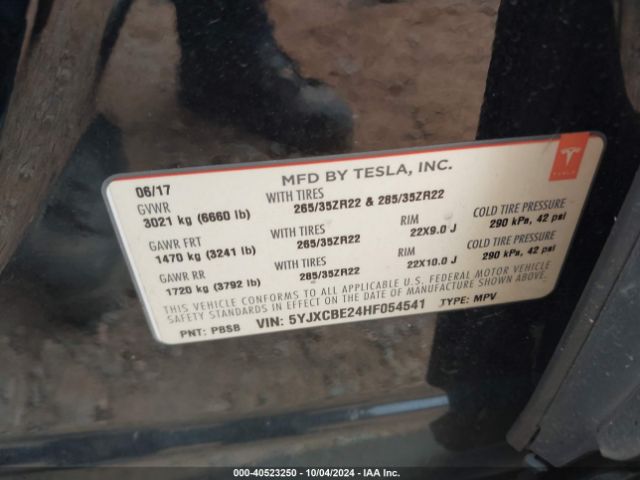 MFD BY TESLA, INC.
TESLA
06/17
GVWR
3021 kg (6660 lb)
WITH TIRES
265/35ZR22 & 285/35ZR22
GAWR FRT
1470 kg (3241 lb)
WITH TIRES
265/35ZR22
RIM
22X9.0 J
COLD TIRE PRESSURE
290 kPa, 42 psi
GAWR RR
1720 kg (3792 lb)
WITH TIRES
285/35ZR22
RIM
22X10.0 J
COLD TIRE PRESSURE
290 kPa, 42 psi
THIS VEHICLE CONFORMS TO ALL APPLICABLE U.S. FEDERAL MOTOR VEHICLE
SAFETY STANDARDS IN EFFECT ON THE DATE OF MANUFACTURE SHOWN ABOVE.
PNT: PBSB VIN: 5YJXCBE24HF054541 TYPE: MPV
000-40523250 - 10/04/2024 - IAA Inc.